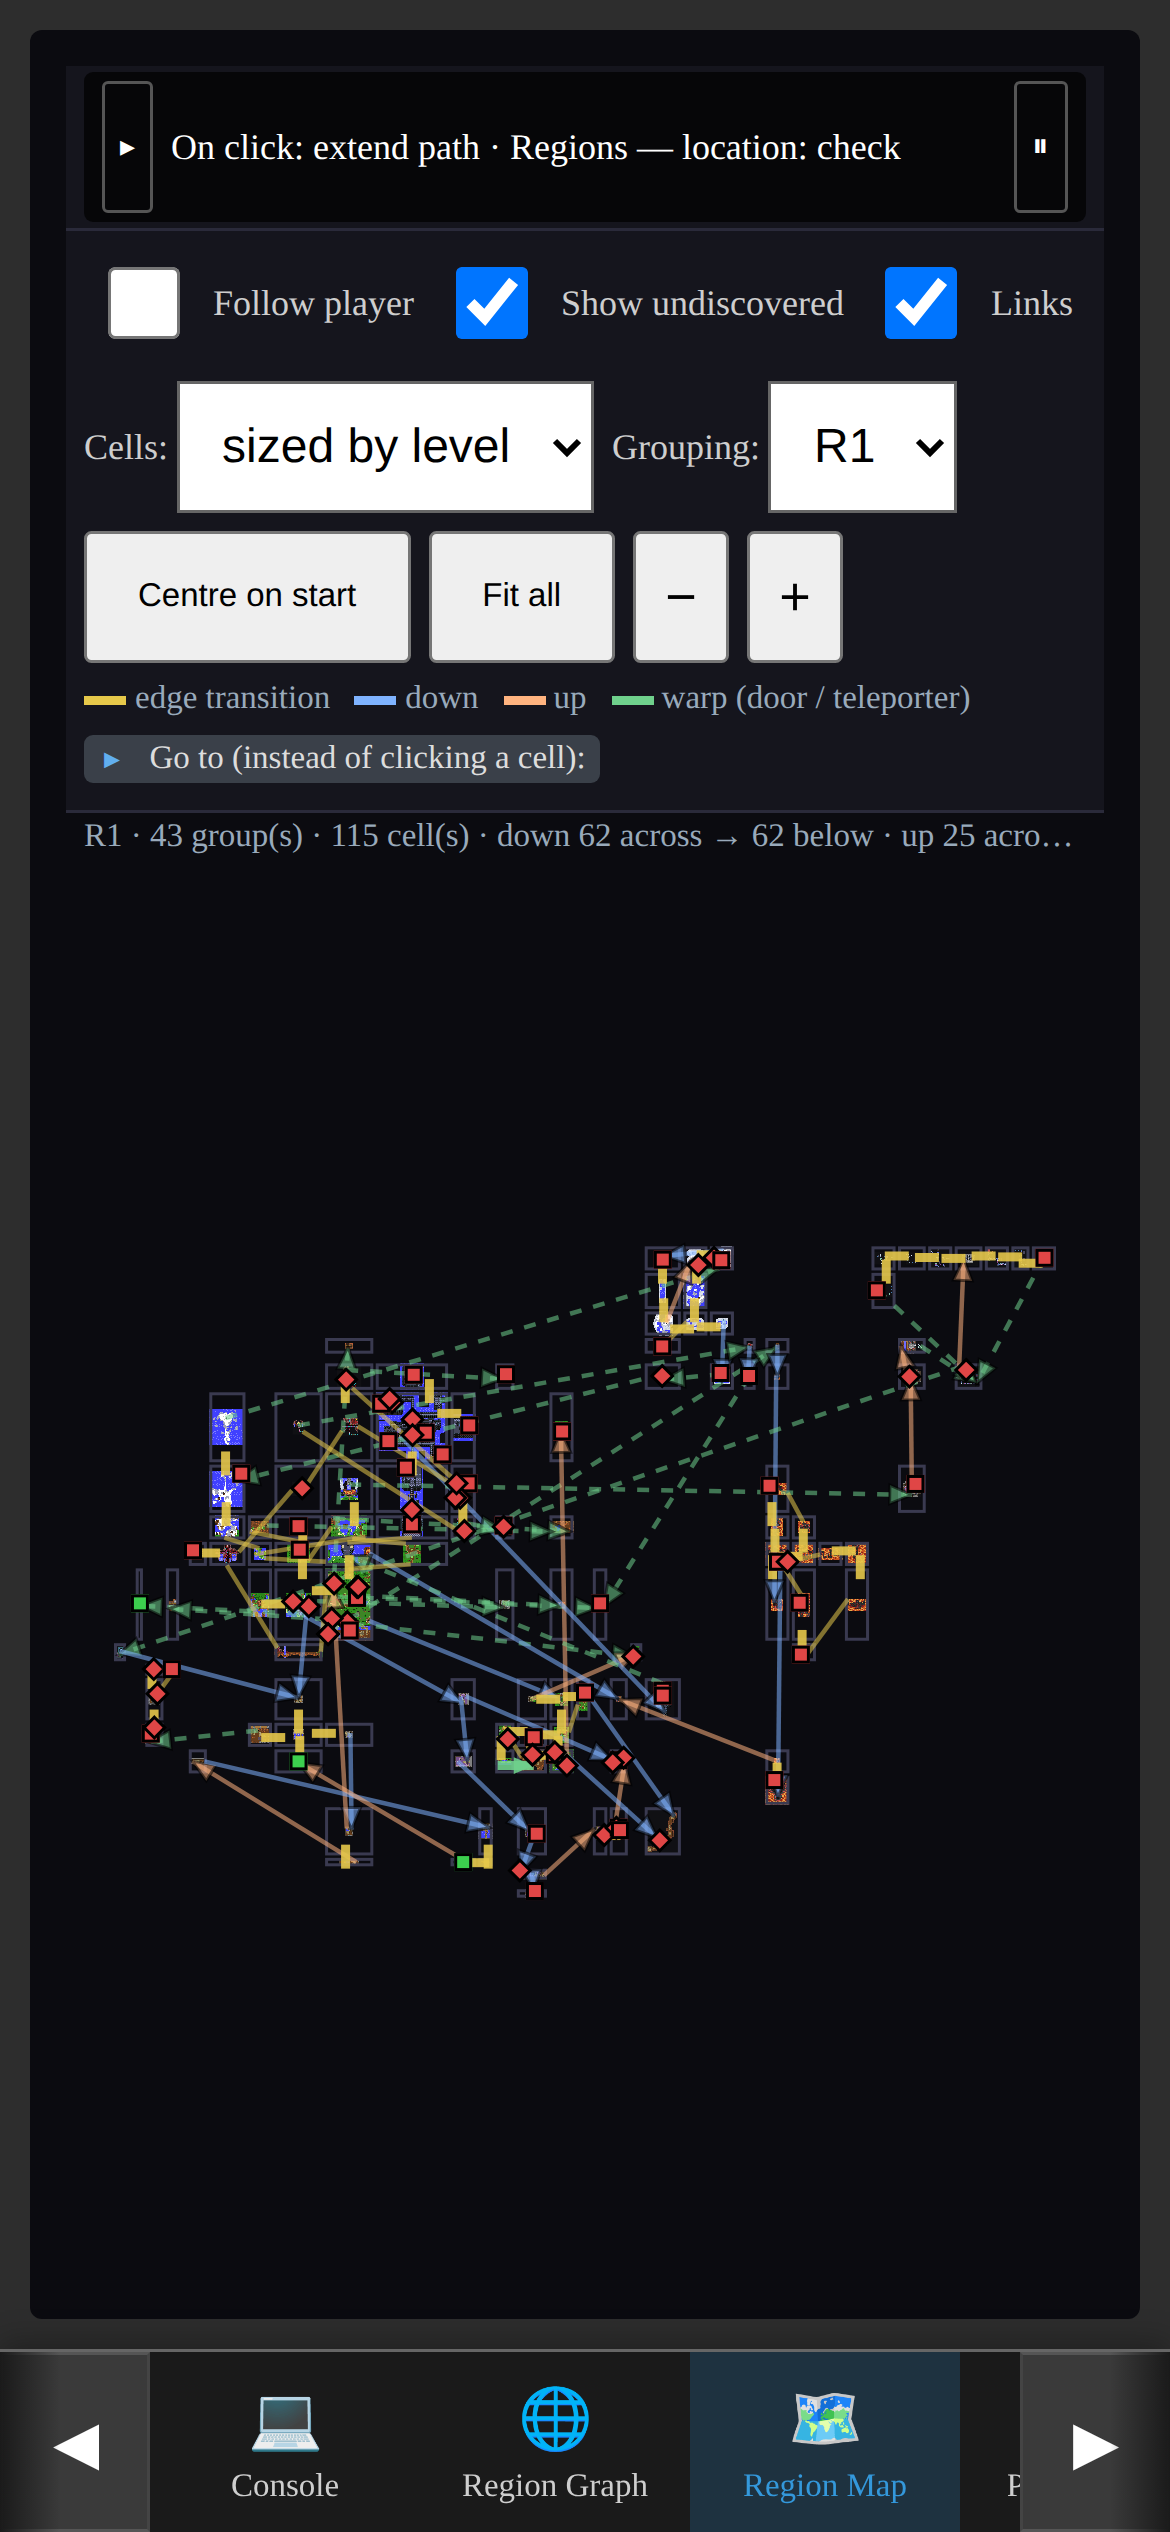 On click: extend path · Regions — location: check
Follow player
Show undiscovered
Links
Cells: sized by level
Grouping: R1
Centre on start
Fit all
−
+
edge transition
down
up
warp (door / teleporter)
Go to (instead of clicking a cell):
R1 · 43 group(s) · 115 cell(s) · down 62 across → 62 below · up 25 acro…
Console
Region Graph
Region Map
P